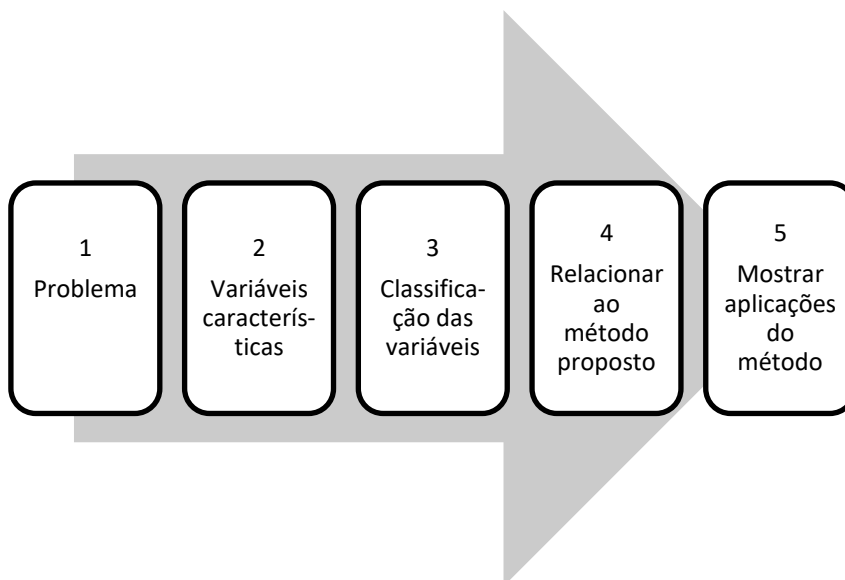 1
Problema
2
Variáveis
caracterís-
ticas
3
Classifica-
ção das
variáveis
4
Relacionar
ao
método
proposto
5
Mostrar
aplicações
do
método